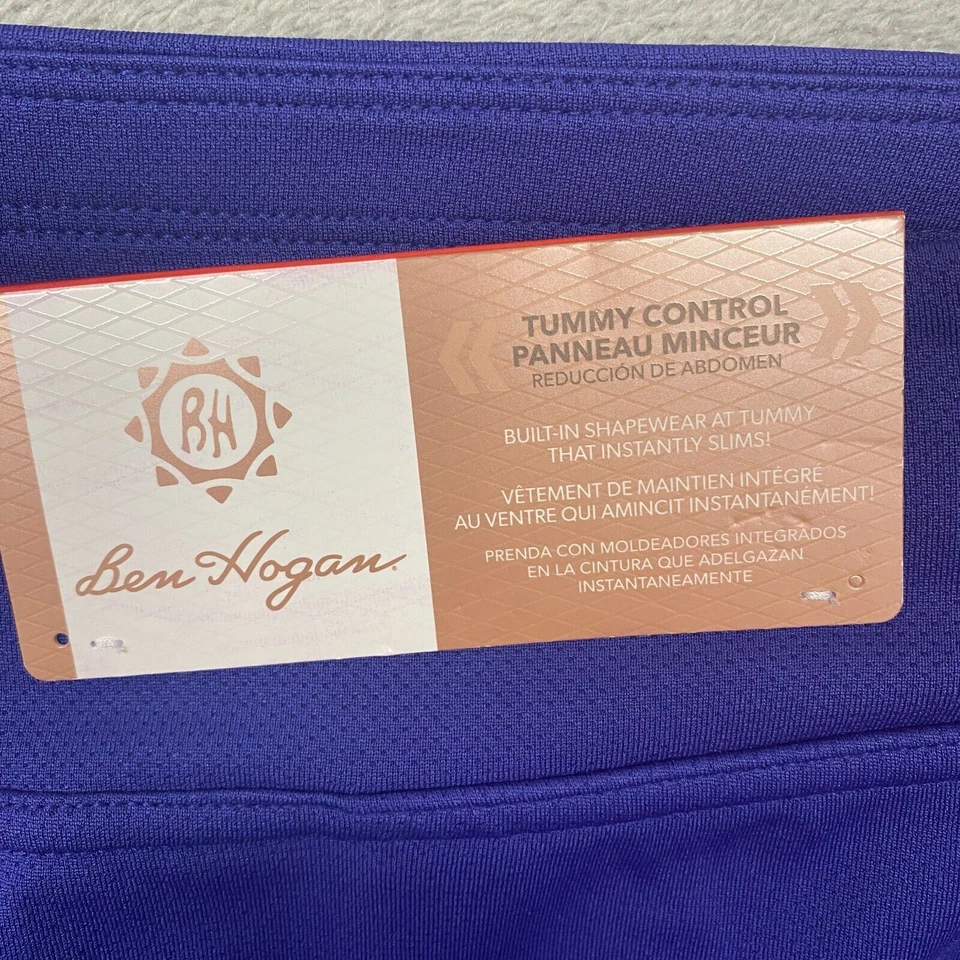 BH
Ben Hogan.
TUMMY CONTROL
PANNEAU MINCEUR
REDUCCIÓN DE ABDOMEN
BUILT-IN SHAPEWEAR AT TUMMY
THAT INSTANTLY SLIMS!
VÊTEMENT DE MAINTIEN INTÉGRÉ
AU VENTRE QUI AMINCIT INSTANTANÉMENT!
PRENDA CON MOLDEADORES INTEGRADOS
EN LA CINTURA QUE ADELGAZAN
INSTANTANEAMENTE